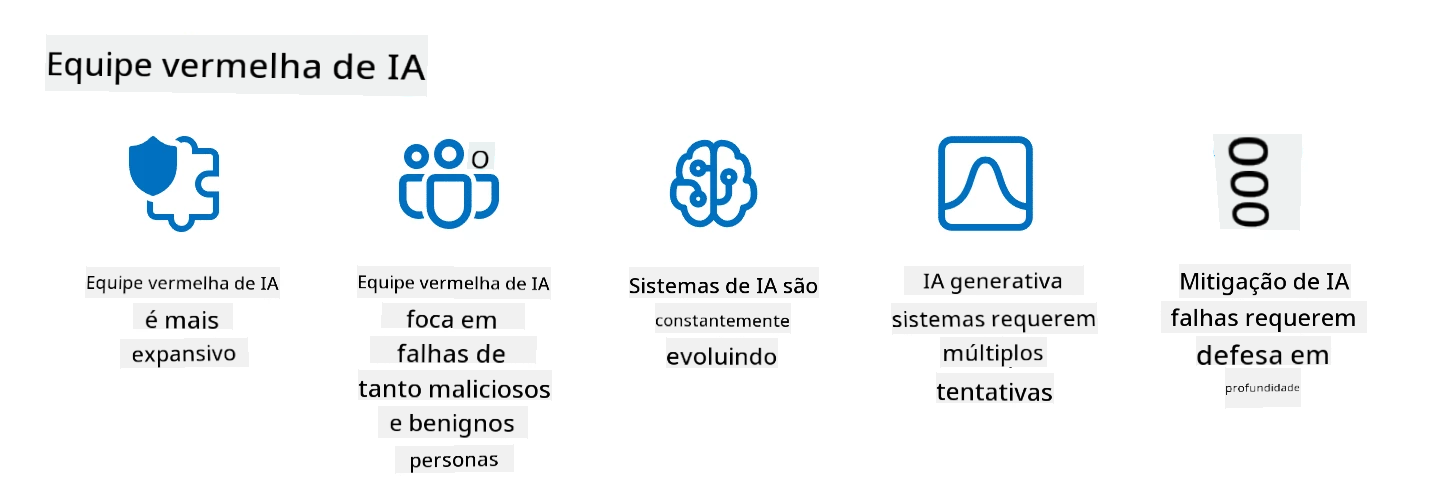 Equipe vermelha de IA
O
000
Equipe vermelha de IA
é mais
expansivo
Equipe vermelha de IA
foca em
falhas de
tanto maliciosos
e benignos
personas
Sistemas de IA são
constantemente
evoluindo
IA generativa
sistemas requerem
múltiplos
tentativas
Mitigação de IA
falhas requerem
defesa em
profundidade